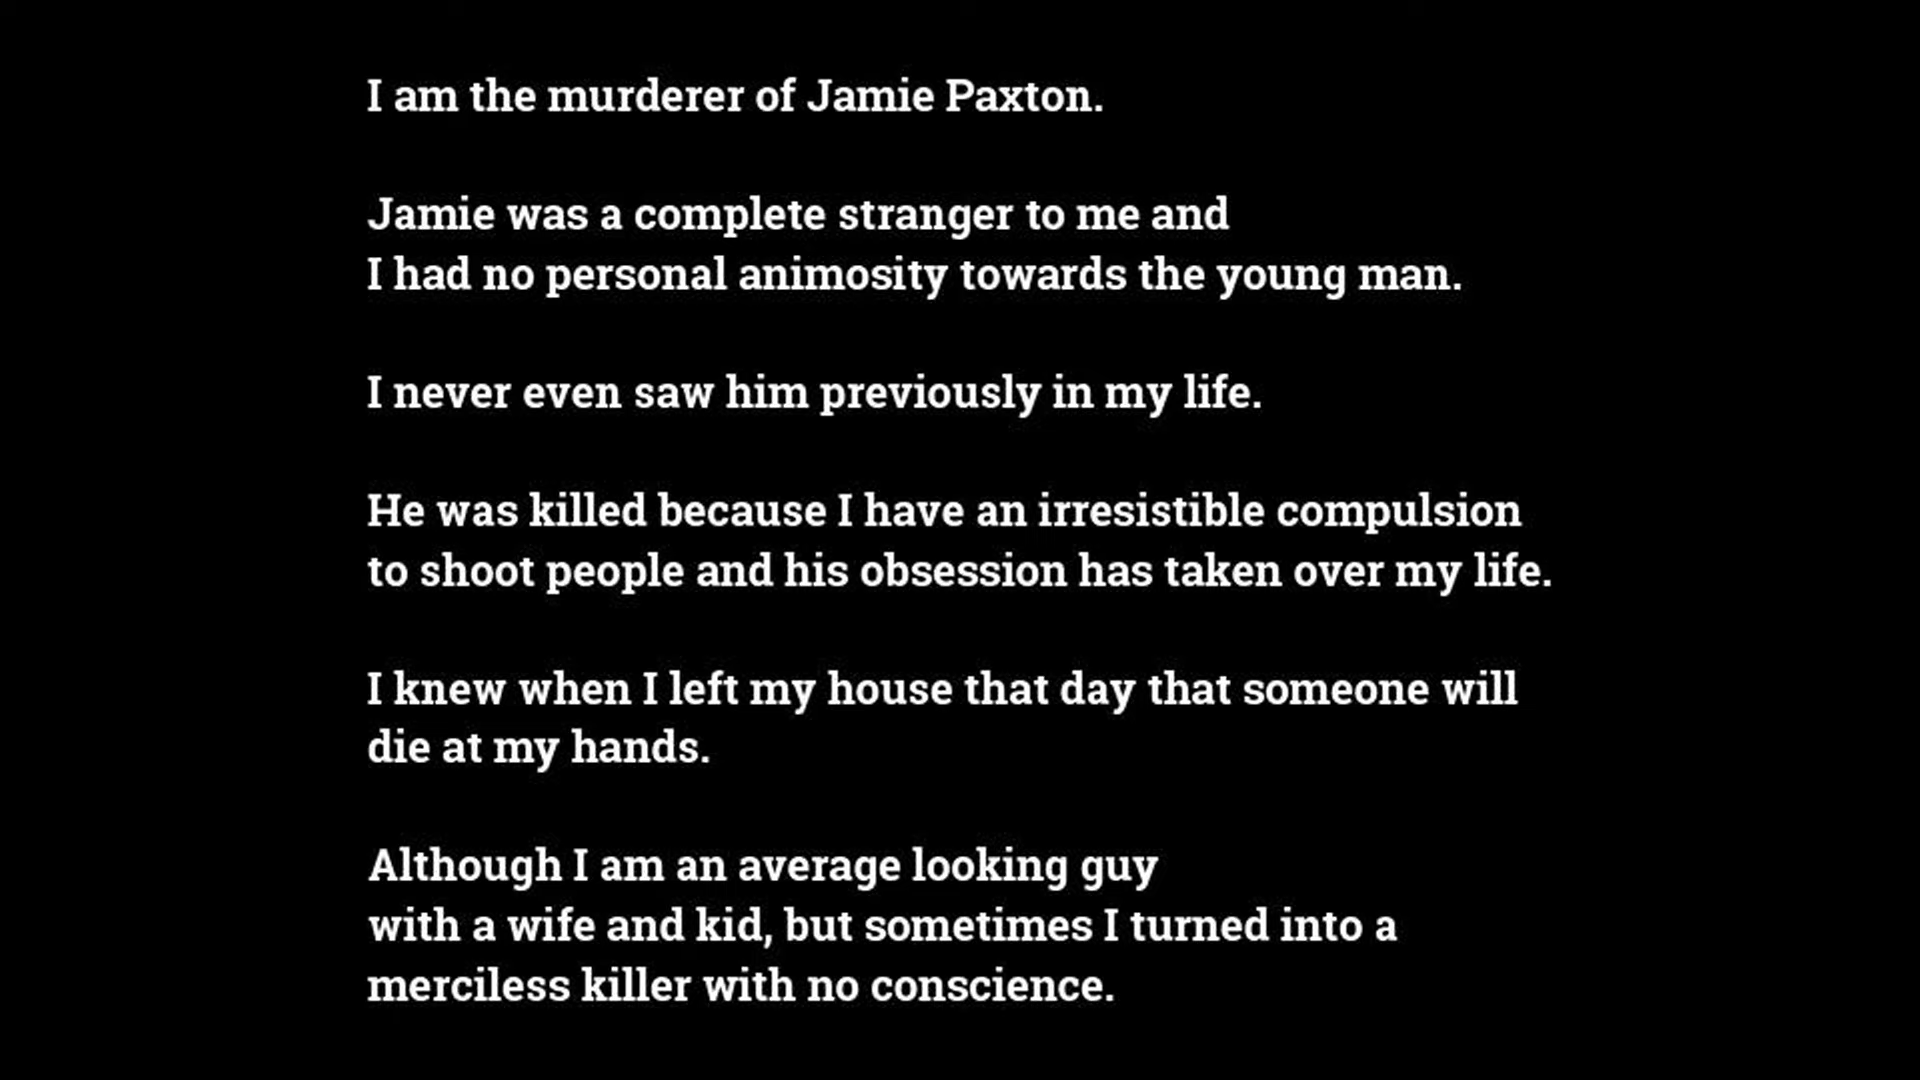 I am the murderer of Jamie Paxton.
Jamie was a complete stranger to me and
I had no personal animosity towards the young man.
I never even saw him previously in my life.
He was killed because I have an irresistible compulsion
to shoot people and his obsession has taken over my life.
I knew when I left my house that day that someone will
die at my hands.
Although I am an average looking guy
with a wife and kid, but sometimes I turned into a
merciless killer with no conscience.